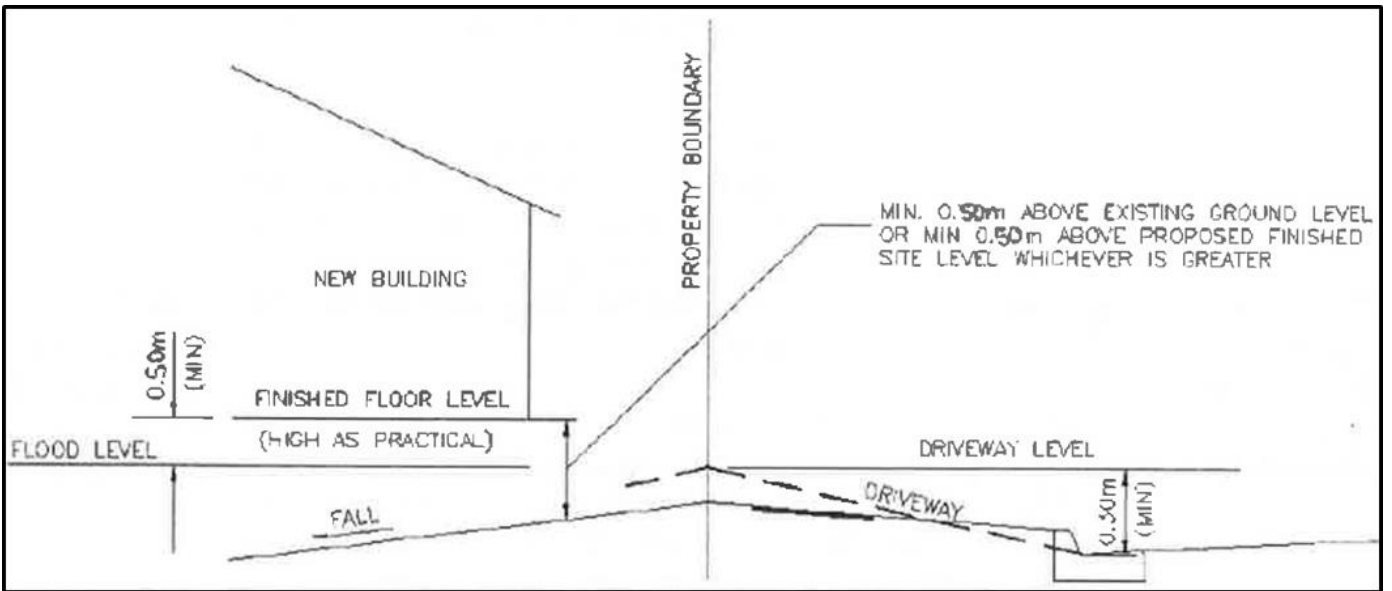 PROPERTY BOUNDARY
MIN. 0.50m ABOVE EXISTING GROUND LEVEL
OR MIN 0.50m ABOVE PROPOSED FINISHED
SITE LEVEL WHICHEVER IS GREATER
NEW BUILDING
0.50m
(MIN)
FINISHED FLOOR LEVEL
(HIGH AS PRACTICAL)
FLOOD LEVEL
DRIVEWAY LEVEL
DRIVEWAY
0.30m
(MIN)
FALL